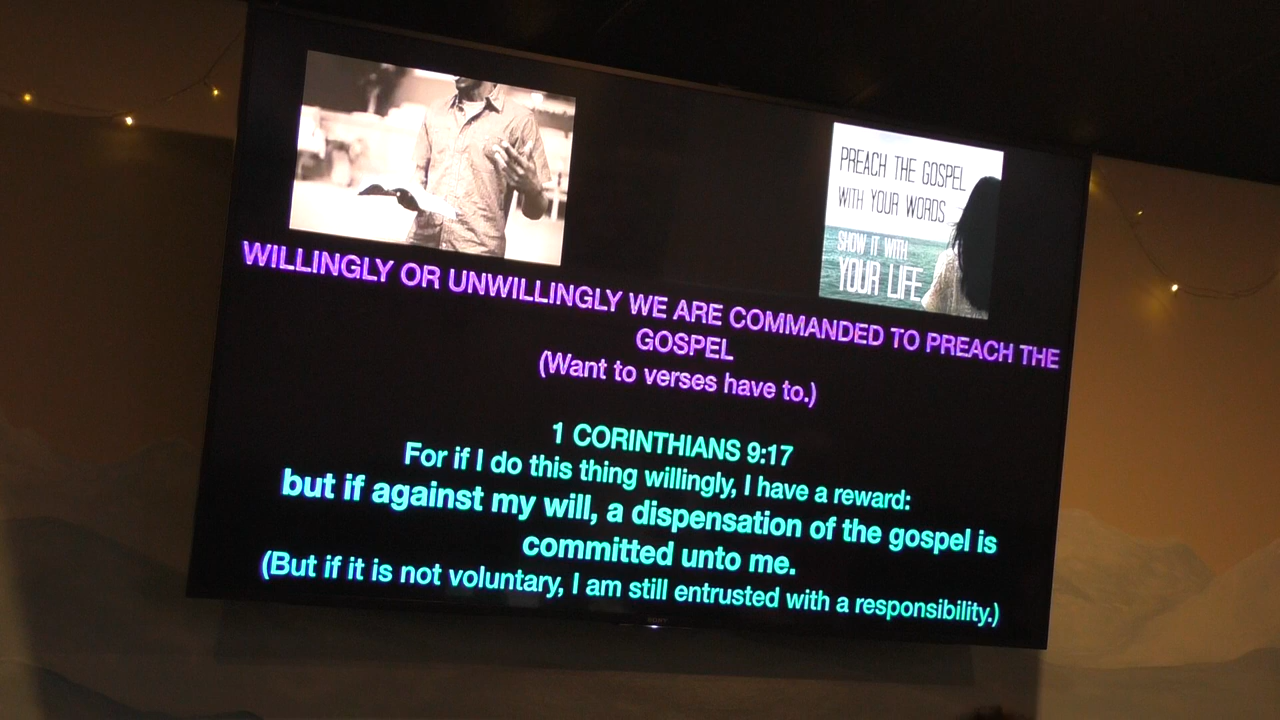 PREACH THE GOSPEL
WITH YOUR WORDS
SHOW IT WITH
YOUR LIFE
WILLINGLY OR UNWILLINGLY WE ARE COMMANDED TO PREACH THE
GOSPEL
(Want to verses have to.)
1 CORINTHIANS 9:17
For if I do this thing willingly, I have a reward:
but if against my will, a dispensation of the gospel is
committed unto me.
(But if it is not voluntary, I am still entrusted with a responsibility.)
SONY